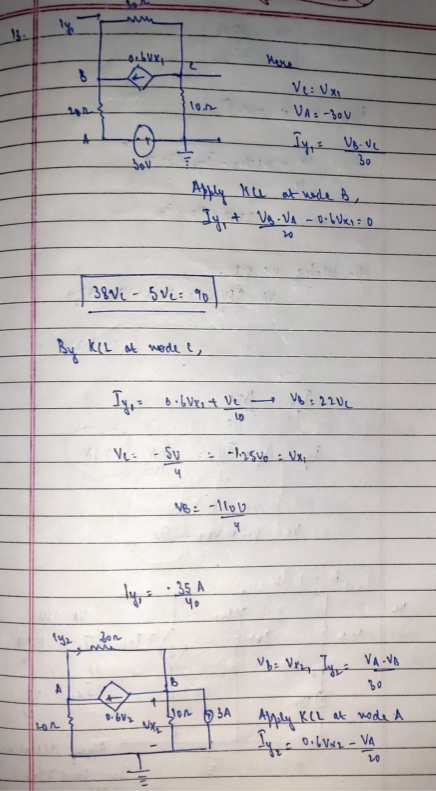 13.
Iy₁
30Ω
0.6Vx₁
B
C
20Ω
10Ω
A
- +
30V
Here
Vc = Vx₁
VA = -30V
Iy₁ = (VB - Vc)/30
Apply KCL at node B,
Iy₁ + (VB - VA)/20 - 0.6Vx₁ = 0
38Vc - 5Vc = 90
By KCL at node C,
Iy₁ = 0.6Vx₁ + Vc/10 → VB = 22Vc
Vc = -5V/4 = -1.25V = Vx₁
VB = -110V/4
Iy₁ = -35A/40
Iy₂
30Ω
A
B
0.6V2
20Ω
+
Vx₂
-
10Ω
3A
VB = Vx₂, Iy₂ = (VA - VB)/30
Apply KCL at node A
Iy₂ = 0.6Vx₂ - VA/20